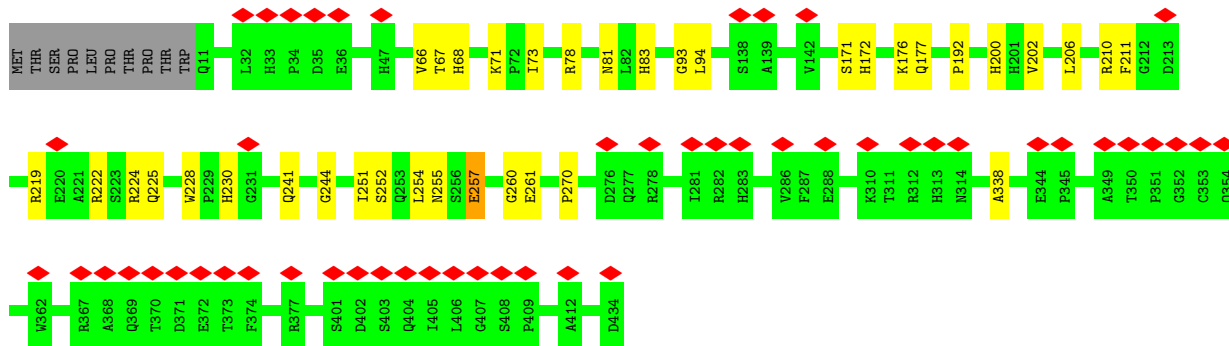 MET THR SER PRO LEU PRO THR PRO THR TRP Q11 L32 H33 P34 D35 E36 H47 V66 T67 H68 K71 P72 I73 R78 N81 L82 H83 G93 L94 S138 A139 V142 S171 H172 K176 Q177 P192 H200 H201 V202 L206 R210 F211 G212 D213
R219 E220 A221 R222 S223 R224 Q225 W228 P229 H230 G231 Q241 G244 I251 S252 Q253 L254 N255 S256 E257 G260 E261 P270 D276 Q277 R278 I281 R282 H283 V286 F287 E288 K310 T311 R312 H313 N314 A338 E344 P345 A349 T350 P351 G352 C353 Q354
W362 R367 A368 Q369 T370 D371 E372 T373 F374 R377 S401 D402 S403 Q404 I405 L406 G407 S408 P409 A412 D434